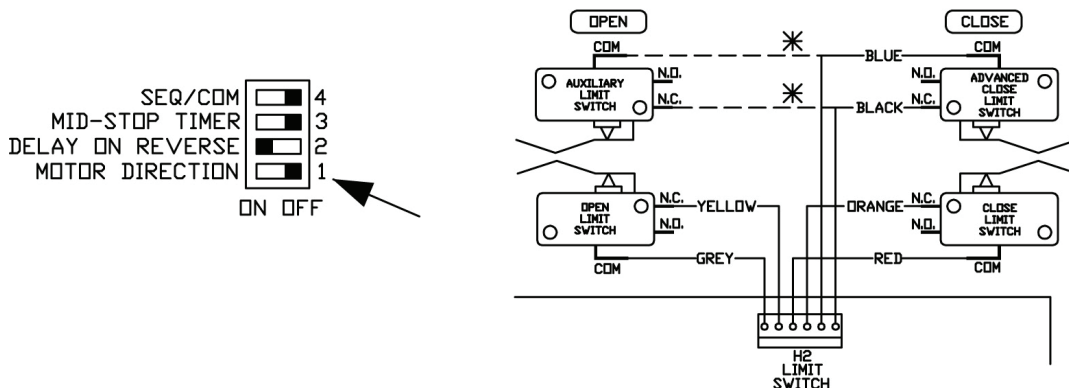 SEQ/COM 4
MID-STOP TIMER 3
DELAY ON REVERSE 2
MOTOR DIRECTION 1
ON OFF
OPEN
CLOSE
COM
COM
BLUE
N.O.
N.O.
AUXILIARY
LIMIT
SWITCH
ADVANCED
CLOSE
LIMIT
SWITCH
N.C.
BLACK
N.C.
OPEN
LIMIT
SWITCH
N.C.
YELLOW
ORANGE
N.C.
CLOSE
LIMIT
SWITCH
N.O.
N.O.
COM
GREY
RED
COM
H2
LIMIT
SWITCH